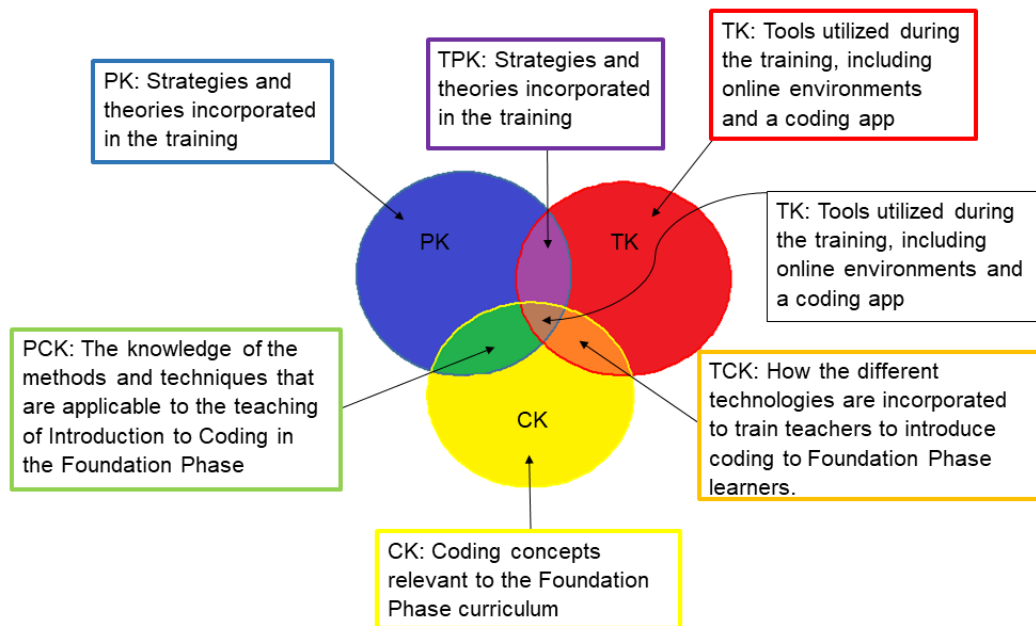 PK: Strategies and
theories incorporated
in the training
TPK: Strategies and
theories incorporated
in the training
TK: Tools utilized during
the training, including
online environments
and a coding app
PK
TK
TK: Tools utilized during
the training, including
online environments and
a coding app
PCK: The knowledge of the
methods and techniques that
are applicable to the teaching
of Introduction to Coding in
the Foundation Phase
CK
TCK: How the different
technologies are incorporated
to train teachers to introduce
coding to Foundation Phase
learners.
CK: Coding concepts
relevant to the Foundation
Phase curriculum